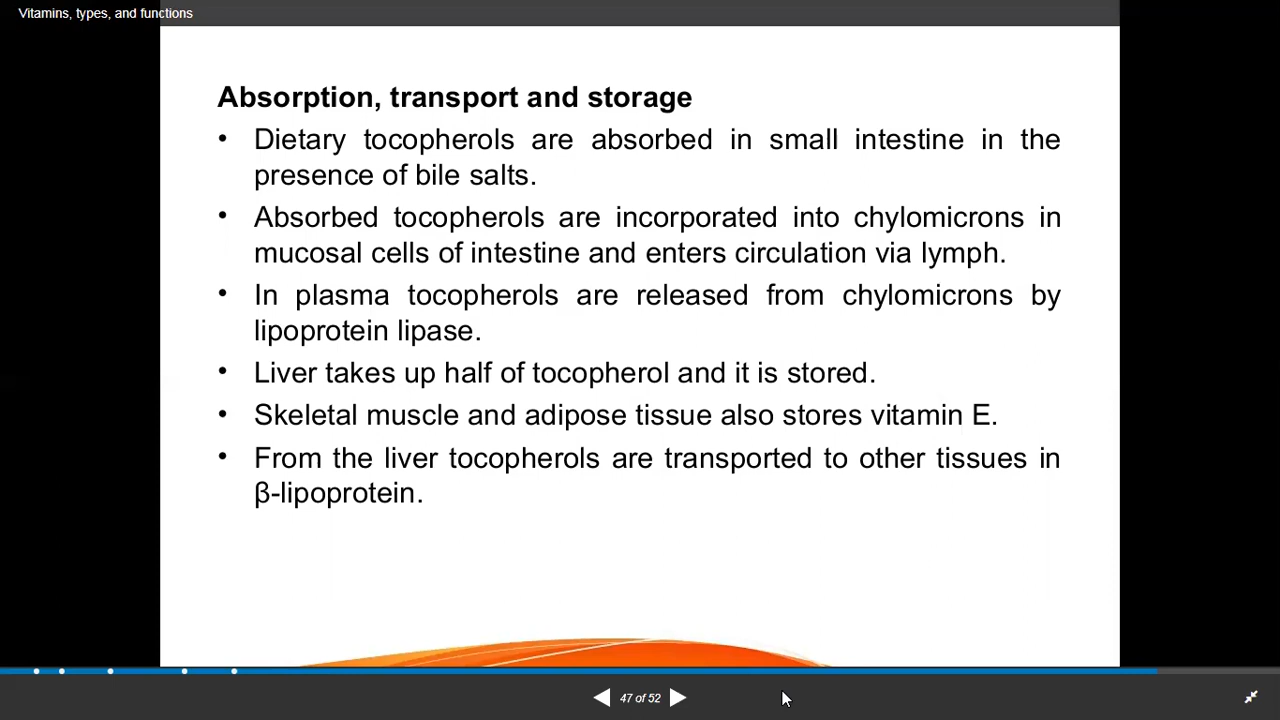 Vitamins, types, and functions
Absorption, transport and storage
• Dietary tocopherols are absorbed in small intestine in the
presence of bile salts.
• Absorbed tocopherols are incorporated into chylomicrons in
mucosal cells of intestine and enters circulation via lymph.
• In plasma tocopherols are released from chylomicrons by
lipoprotein lipase.
• Liver takes up half of tocopherol and it is stored.
• Skeletal muscle and adipose tissue also stores vitamin E.
• From the liver tocopherols are transported to other tissues in
β-lipoprotein.
47 of 52